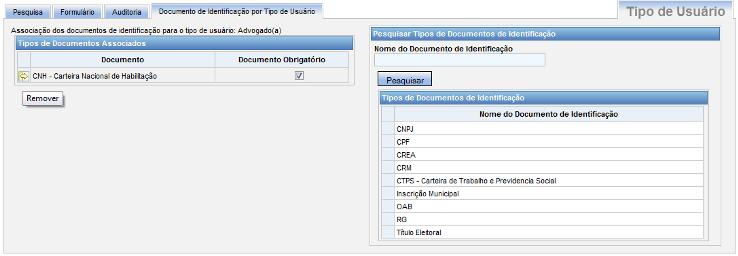 Pesquisa Formulário Auditoria Documento de Identificação por Tipo de Usuário Tipo de Usuário
Associação dos documentos de identificação para o tipo de usuário: Advogado(a)
Tipos de Documentos Associados
Documento Documento Obrigatório
CNH - Carteira Nacional de Habilitação
Remover
Pesquisar Tipos de Documentos de Identificação
Nome do Documento de Identificação
Pesquisar
Tipos de Documentos de Identificação
Nome do Documento de Identificação
CNPJ
CPF
CREA
CRM
CTPS - Carteira de Trabalho e Previdencia Social
Inscrição Municipal
OAB
RG
Título Eleitoral